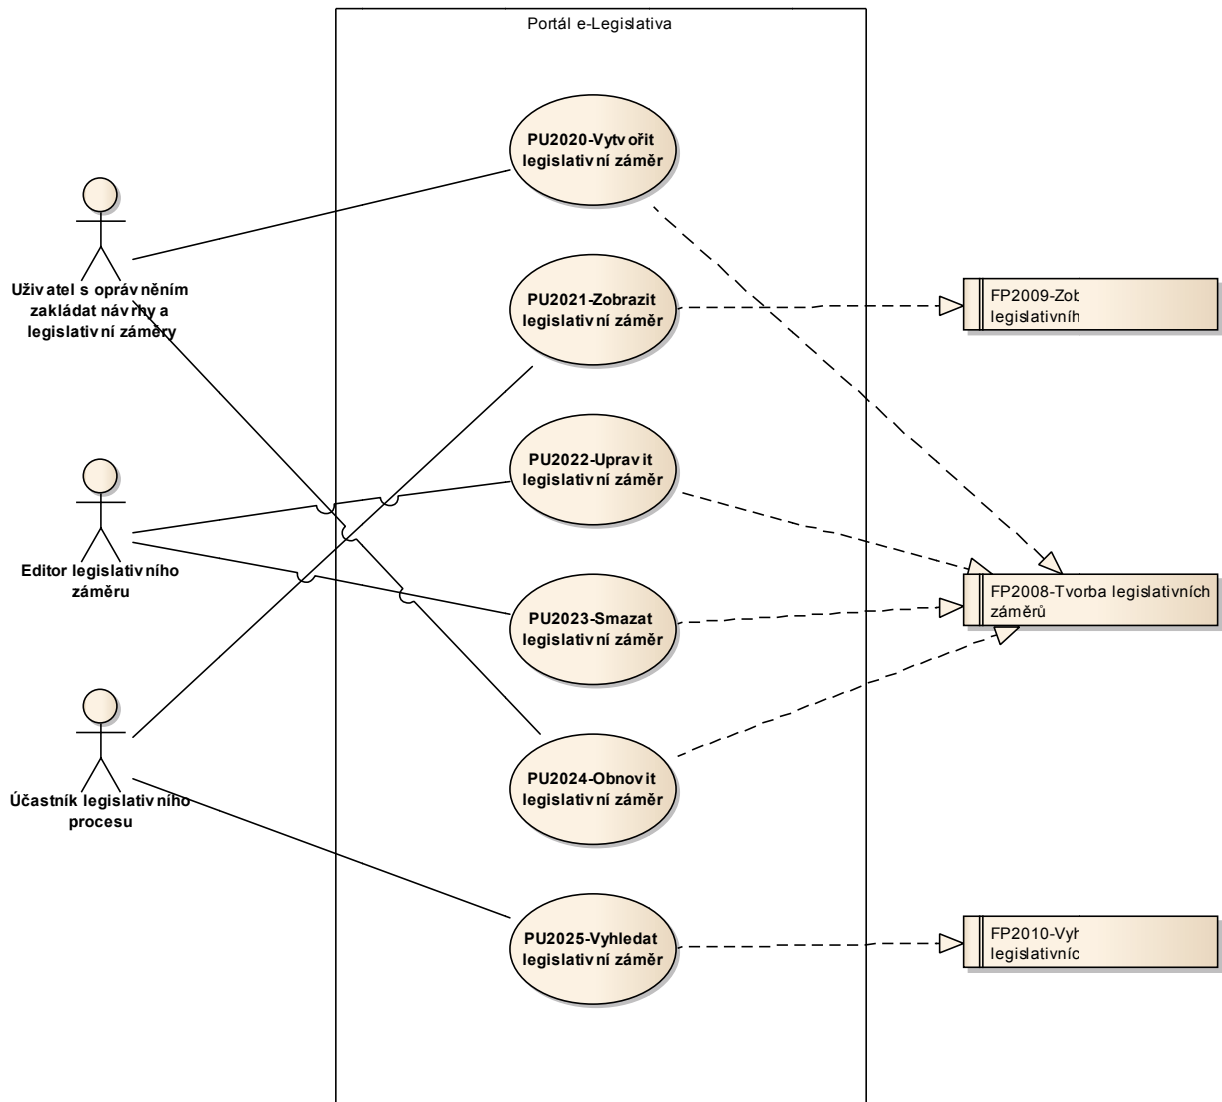 Portál e-Legislativa
PU2020-Vytvořit
legislativní záměr
Uživatel s oprávněním
zakládat návrhy a
legislativní záměry
PU2021-Zobrazit
legislativní záměr
FP2009-Zob
legislativníh
PU2022-Upravit
legislativní záměr
Editor legislativního
záměru
PU2023-Smazat
legislativní záměr
FP2008-Tvorba legislativních
záměrů
PU2024-Obnovit
legislativní záměr
Účastník legislativního
procesu
PU2025-Vyhledat
legislativní záměr
FP2010-Vyh
legislativníc